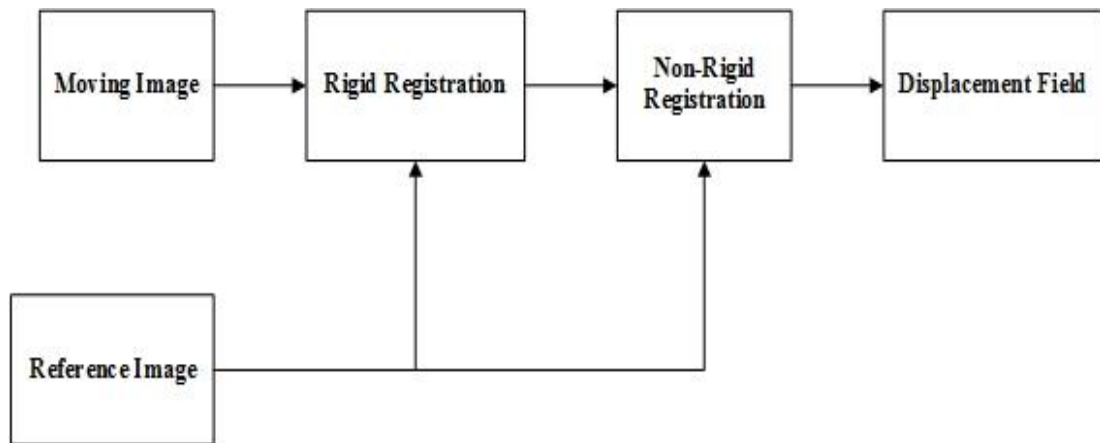 Moving Image
Rigid Registration
Non-Rigid
Registration
Displacement Field
Reference Image